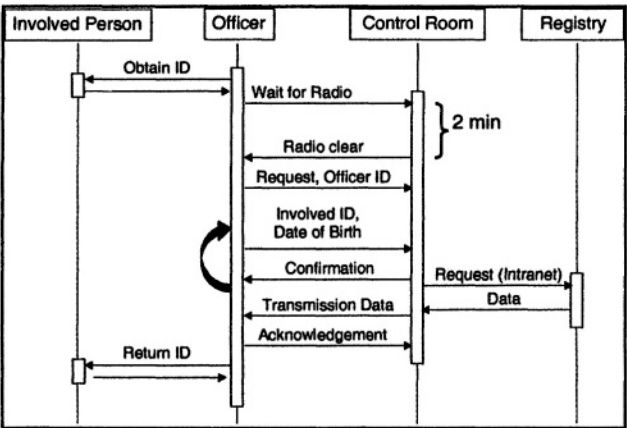 Involved Person
Officer
Control Room
Registry
Obtain ID
Wait for Radio
2 min
Radio clear
Request, Officer ID
Involved ID,
Date of Birth
Confirmation
Request (Intranet)
Data
Transmission Data
Acknowledgement
Return ID